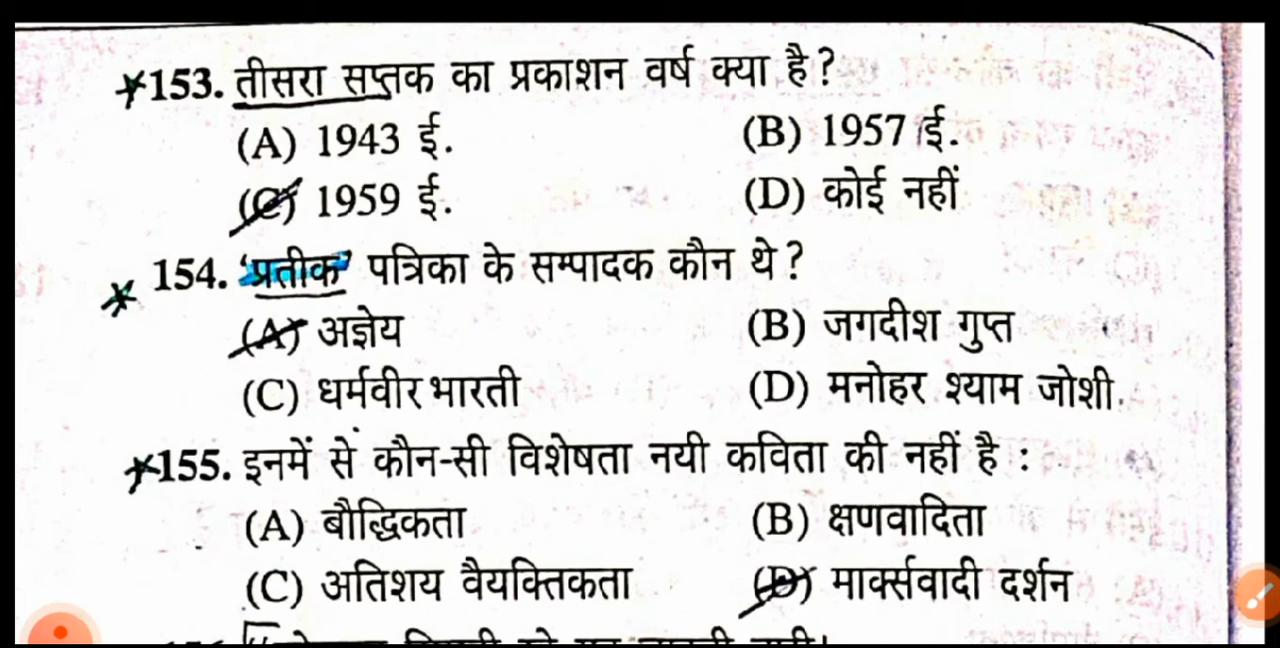 153. तीसरा सप्तक का प्रकाशन वर्ष क्या है ?
(A) 1943 ई. (B) 1957 ई.
(C) 1959 ई. (D) कोई नहीं
154. ‘प्रतीक’ पत्रिका के सम्पादक कौन थे ?
(A) अज्ञेय (B) जगदीश गुप्त
(C) धर्मवीर भारती (D) मनोहर श्याम जोशी
155. इनमें से कौन-सी विशेषता नयी कविता की नहीं है :
(A) बौद्धिकता (B) क्षणवादिता
(C) अतिशय वैयक्तिकता (D) मार्क्सवादी दर्शन